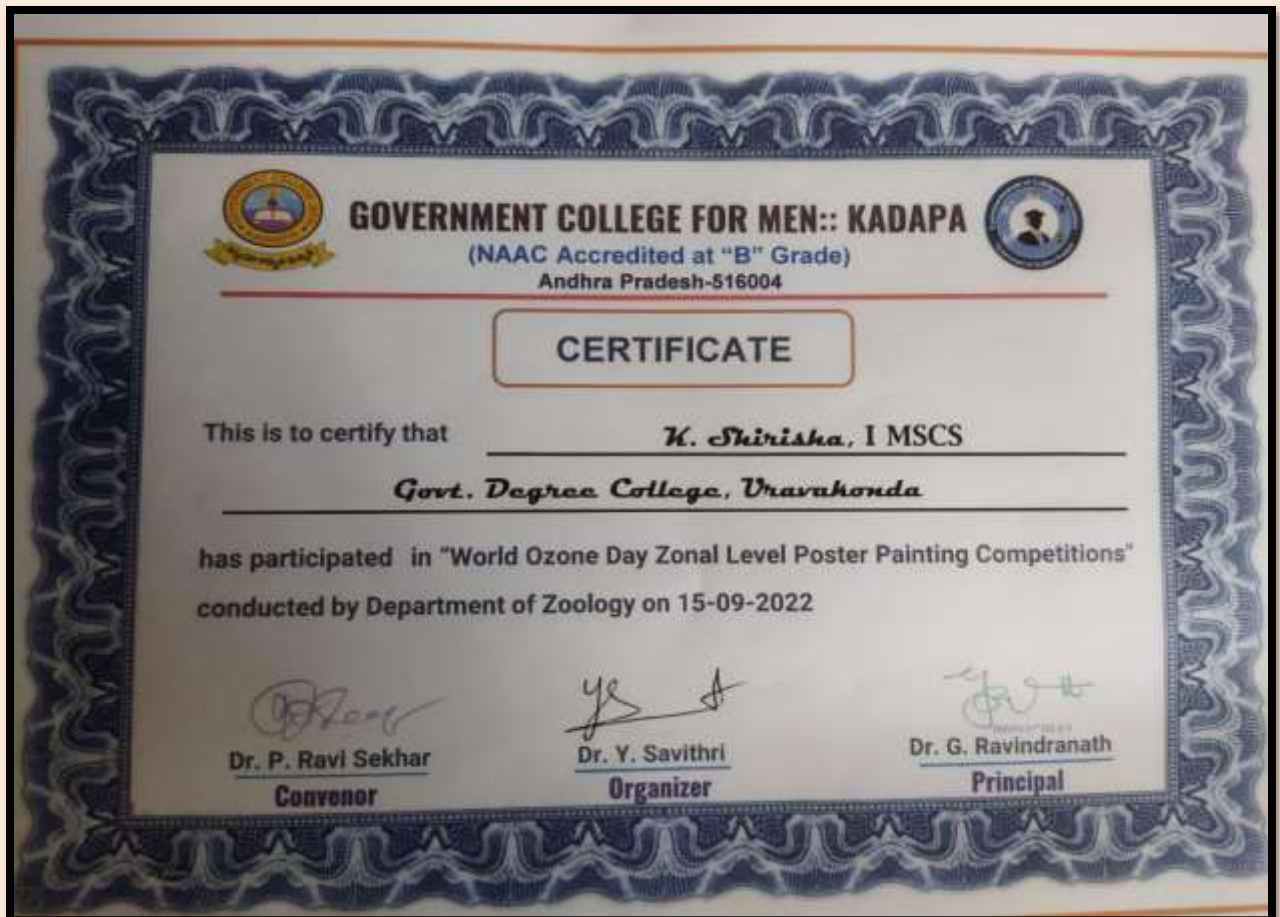 GOVERNMENT COLLEGE FOR MEN:: KADAPA
(NAAC Accredited at “B” Grade)
Andhra Pradesh-516004
CERTIFICATE
This is to certify that K. Shirisha, I MSCS
Govt. Degree College, Uravakonda
has participated in "World Ozone Day Zonal Level Poster Painting Competitions"
conducted by Department of Zoology on 15-09-2022
Dr. P. Ravi Sekhar
Convenor
Dr. Y. Savithri
Organizer
Dr. G. Ravindranath
Principal